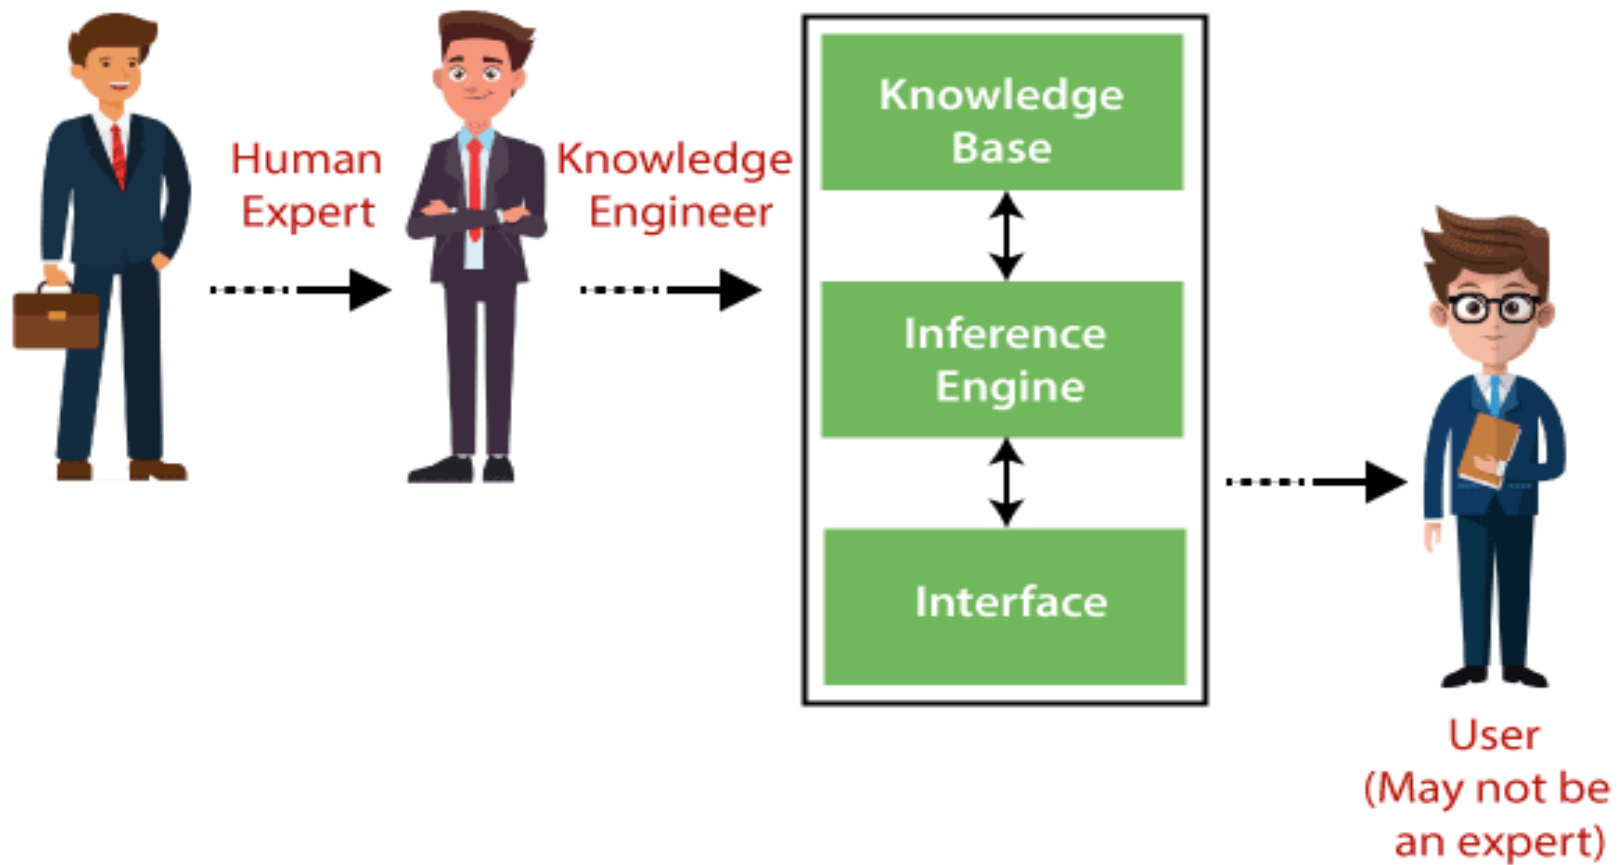 Human
Expert
Knowledge
Engineer
Knowledge
Base
Inference
Engine
Interface
User
(May not be
an expert)